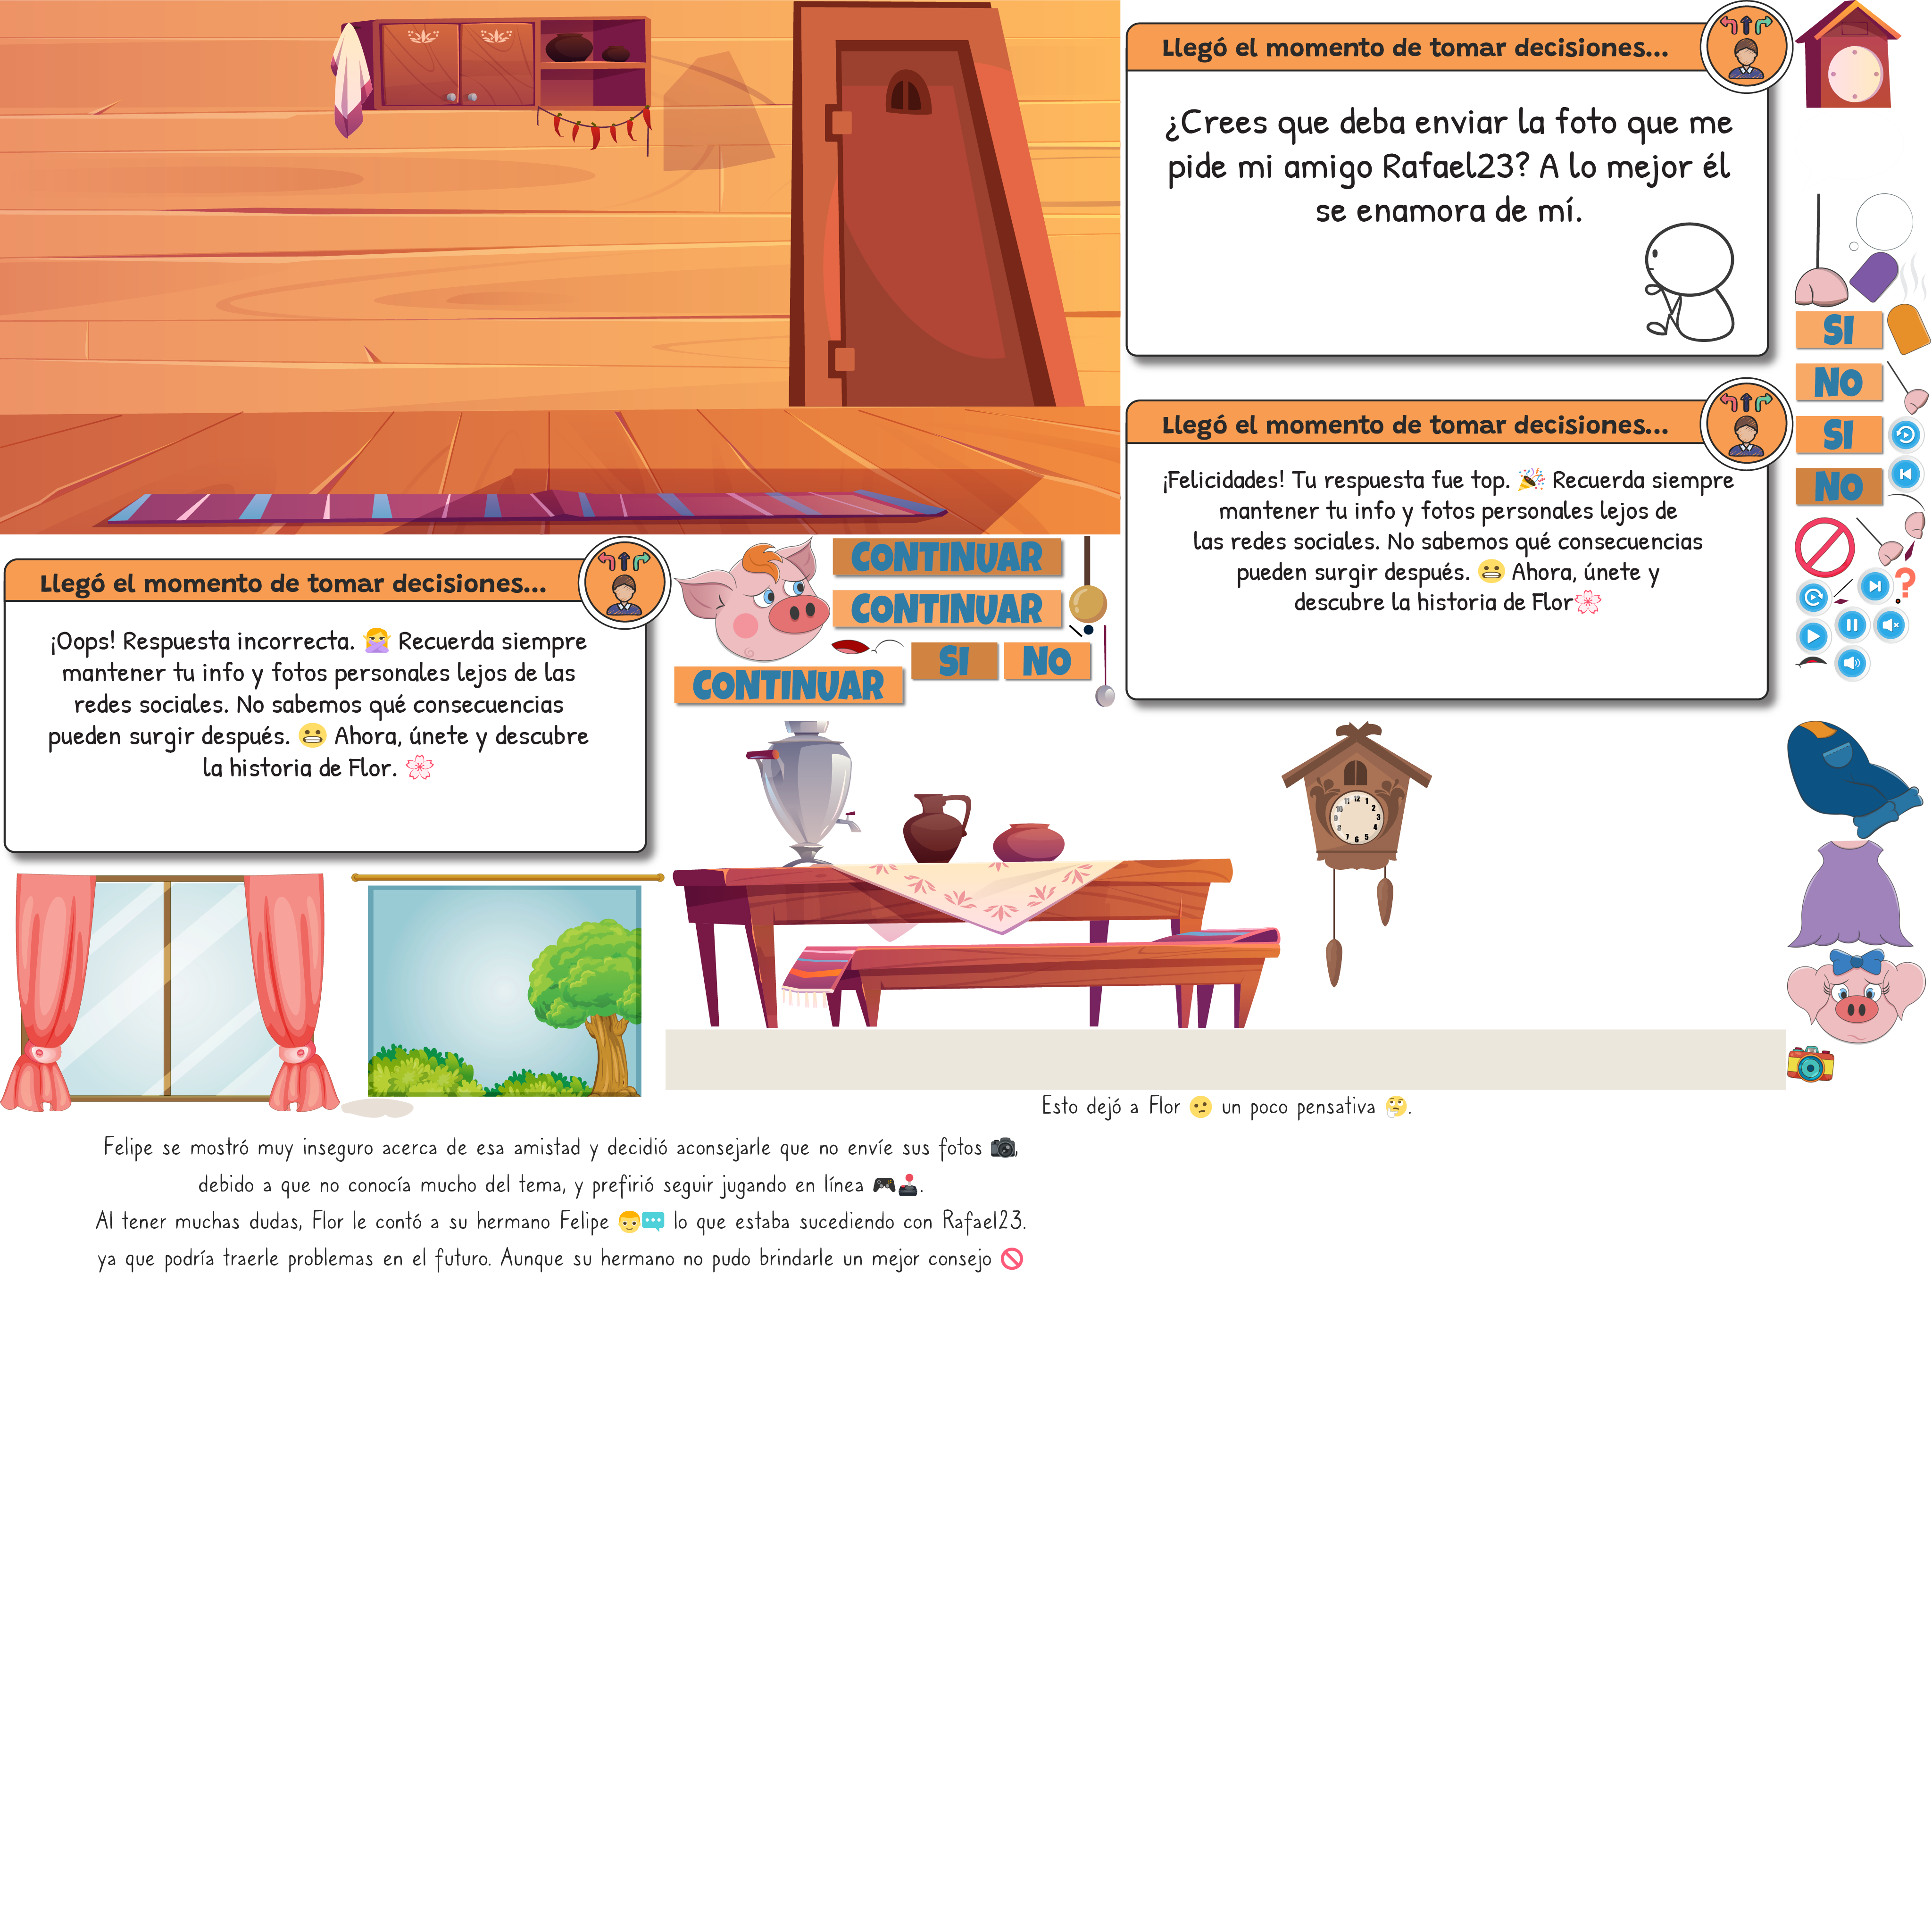 Llegó el momento de tomar decisiones...
¿Crees que deba enviar la foto que me
pide mi amigo Rafael23? A lo mejor él
se enamora de mí.
SI
NO
SI
NO
Llegó el momento de tomar decisiones...
¡Felicidades! Tu respuesta fue top. 🎉 Recuerda siempre
mantener tu info y fotos personales lejos de
las redes sociales. No sabemos qué consecuencias
pueden surgir después. 😬 Ahora, únete y
descubre la historia de Flor🌸
?
Llegó el momento de tomar decisiones...
¡Oops! Respuesta incorrecta. 🙅‍♀️ Recuerda siempre
mantener tu info y fotos personales lejos de las
redes sociales. No sabemos qué consecuencias
pueden surgir después. 😬 Ahora, únete y descubre
la historia de Flor. 🌸
CONTINUAR
CONTINUAR
SI NO
CONTINUAR
12 1 2 3 4 5 6 7 8 9 10 11
Esto dejó a Flor 🫤 un poco pensativa 🤔.
Felipe se mostró muy inseguro acerca de esa amistad y decidió aconsejarle que no envíe sus fotos 📷,
debido a que no conocía mucho del tema, y prefirió seguir jugando en línea 🎮🕹️.
Al tener muchas dudas, Flor le contó a su hermano Felipe 👨💬 lo que estaba sucediendo con Rafael23.
ya que podría traerle problemas en el futuro. Aunque su hermano no pudo brindarle un mejor consejo 🚫